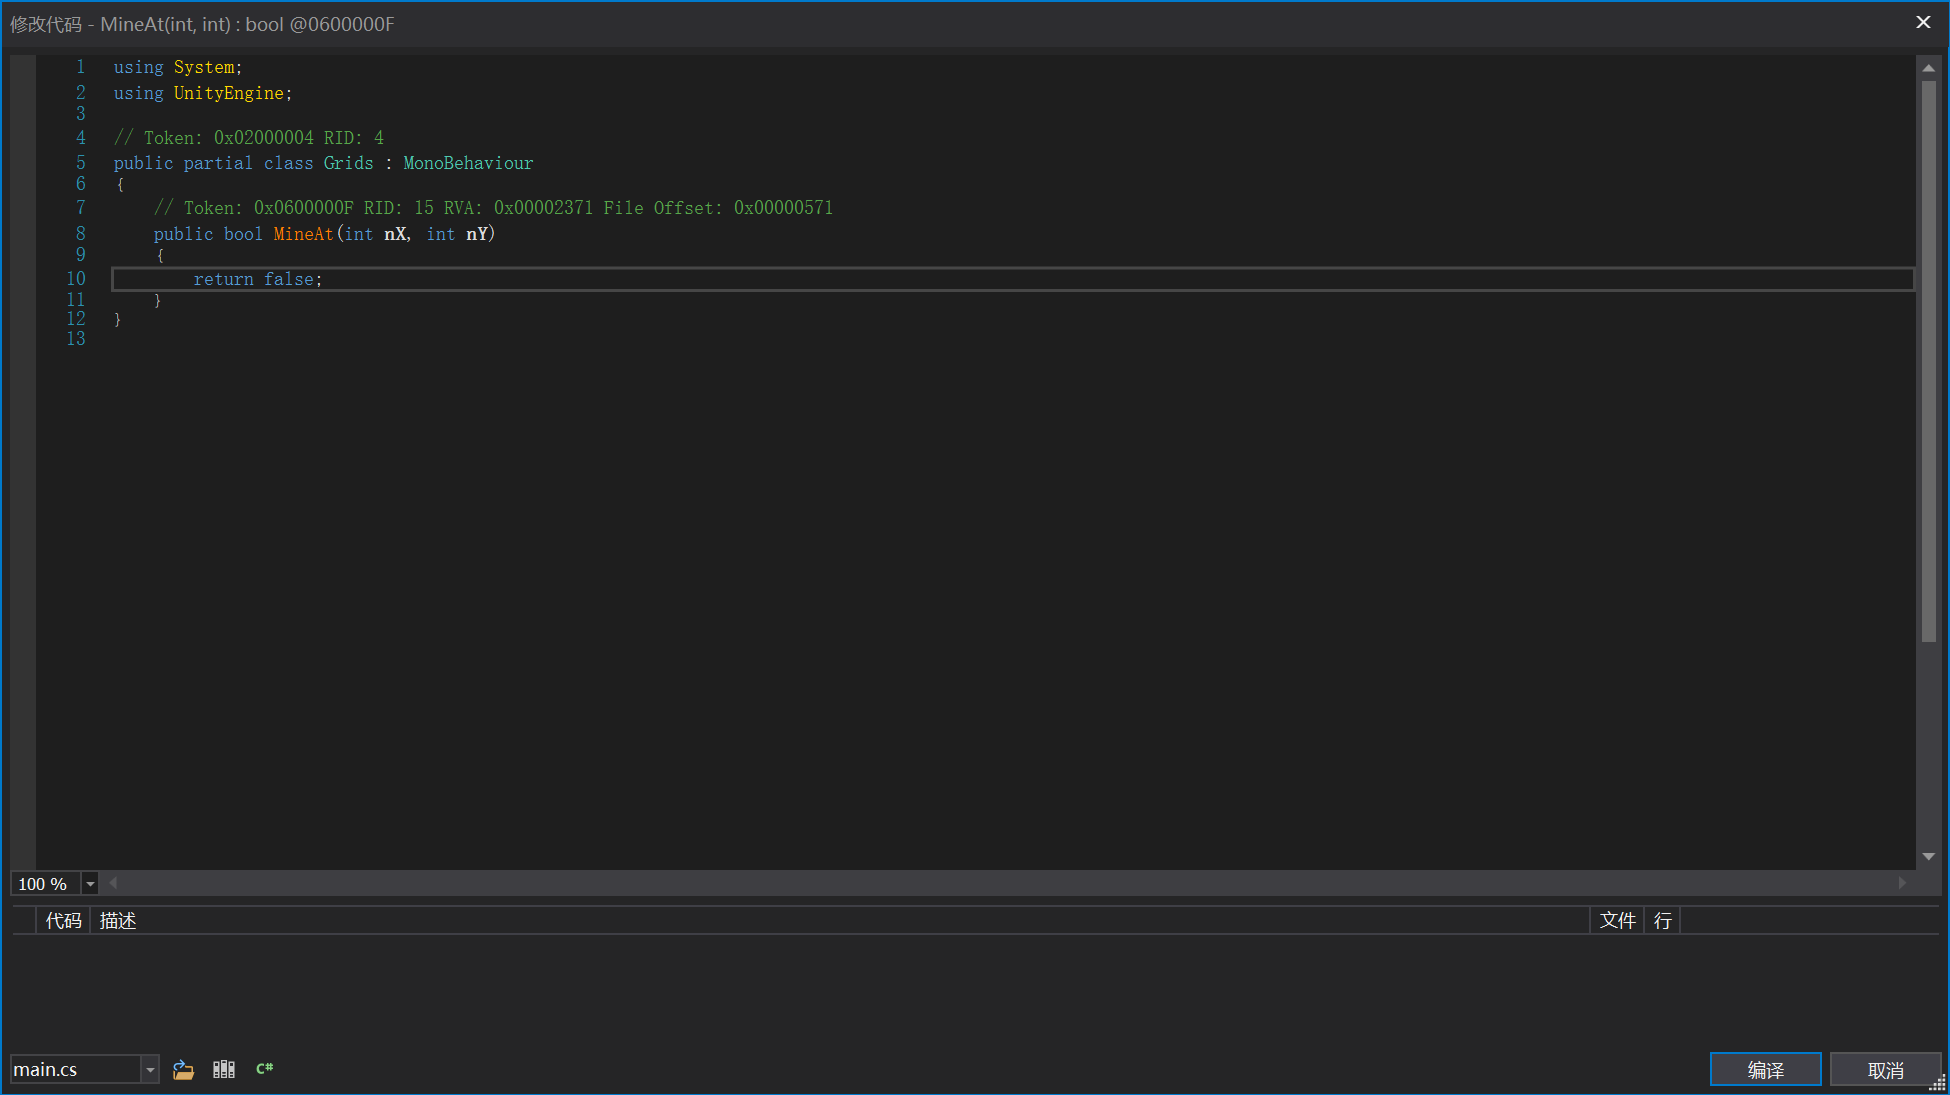 修改代码 - MineAt(int, int) : bool @0600000F
1 using System;
2 using UnityEngine;
3
4 // Token: 0x02000004 RID: 4
5 public partial class Grids : MonoBehaviour
6 {
7 // Token: 0x0600000F RID: 15 RVA: 0x00002371 File Offset: 0x00000571
8 public bool MineAt(int nX, int nY)
9 {
10 return false;
11 }
12 }
13
100 %
代码 描述 文件 行
main.cs C# 编译 取消